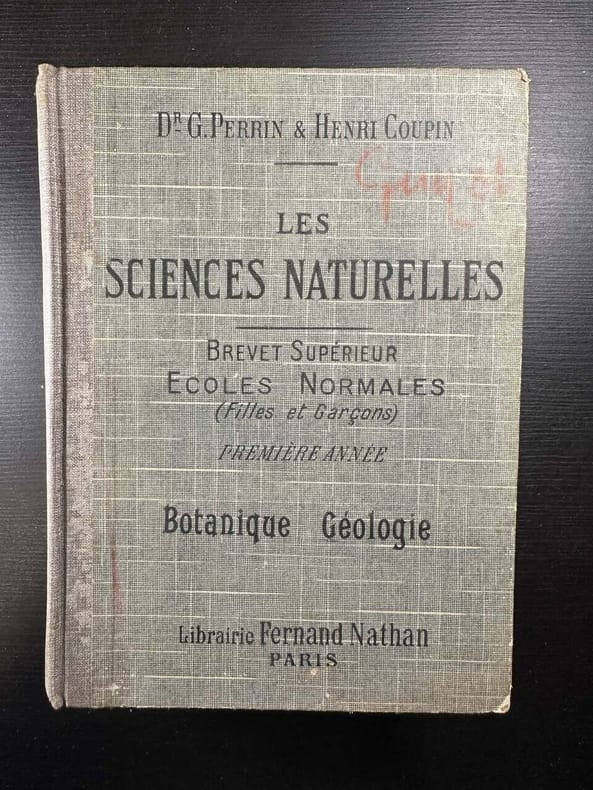 Dr G. PERRIN & HENRI COUPIN
LES
SCIENCES NATURELLES
BREVET SUPÉRIEUR
ECOLES NORMALES
(Filles et Garçons)
PREMIÈRE ANNÉE
Botanique Géologie
Librairie Fernand Nathan
PARIS